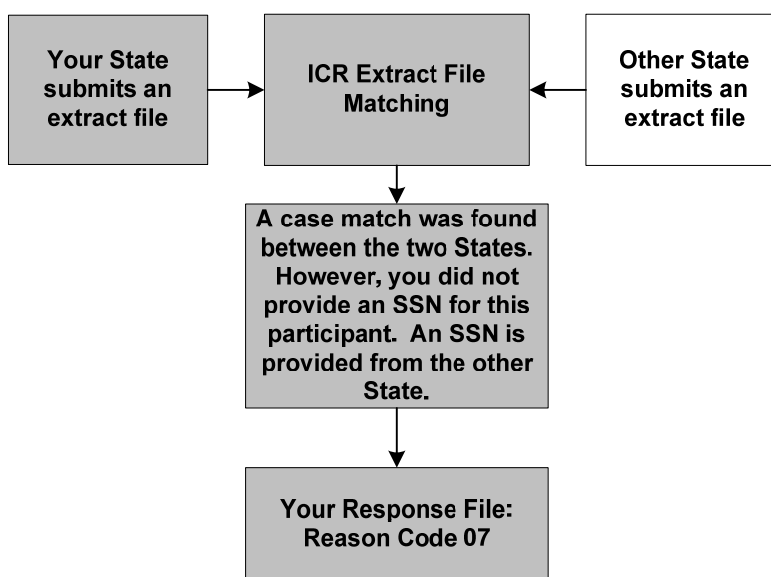 Your State
submits an
extract file
ICR Extract File
Matching
Other State
submits an
extract file
A case match was found
between the two States.
However, you did not
provide an SSN for this
participant. An SSN is
provided from the other
State.
Your Response File:
Reason Code 07